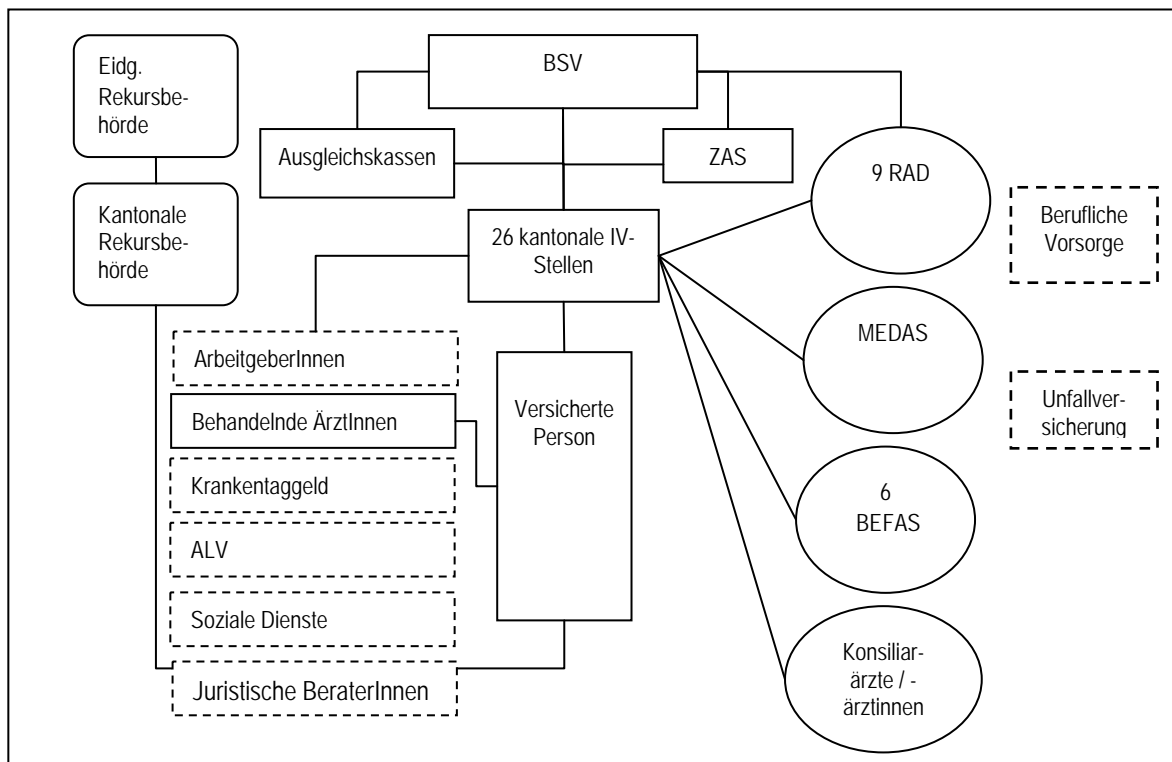 BSV
Eidg.
Rekursbe-
hörde
Ausgleichskassen
ZAS
9 RAD
Kantonale
Rekursbe-
hörde
26 kantonale IV-
Stellen
Berufliche
Vorsorge
ArbeitgeberInnen
MEDAS
Behandelnde ÄrztInnen
Versicherte
Person
Unfallver-
sicherung
Krankentaggeld
6
BEFAS
ALV
Soziale Dienste
Juristische BeraterInnen
Konsiliar-
ärzte / -
ärztinnen